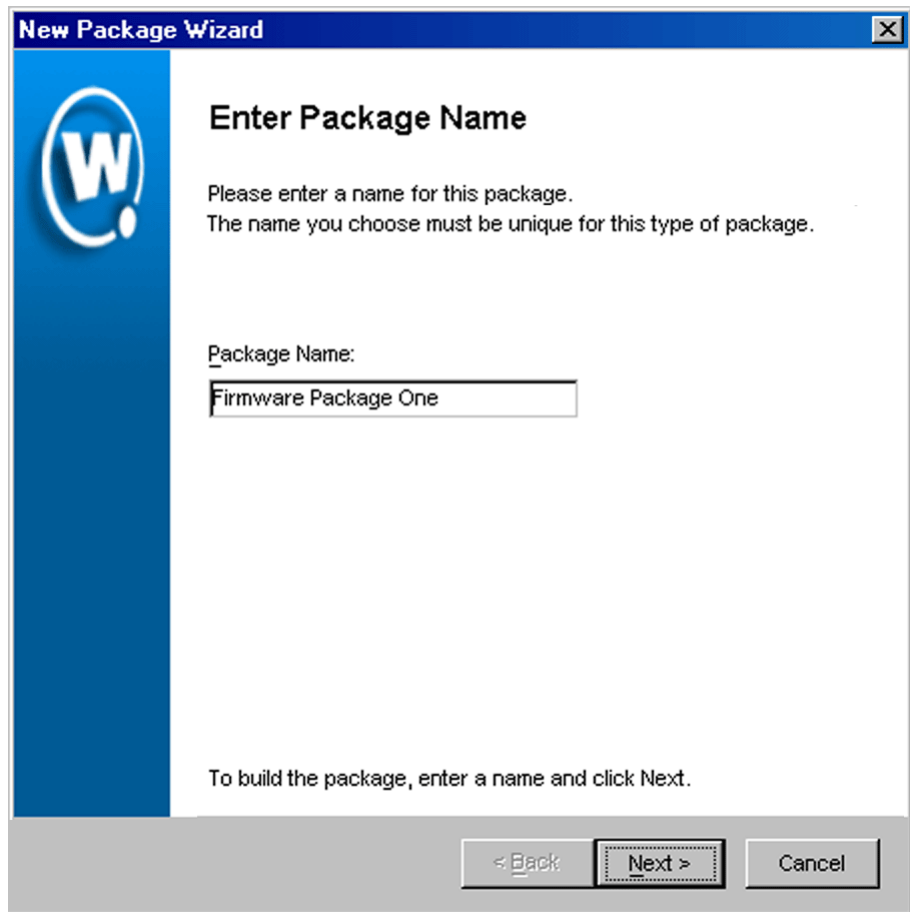 New Package Wizard
W
Enter Package Name
Please enter a name for this package.
The name you choose must be unique for this type of package.
Package Name:
Firmware Package One
To build the package, enter a name and click Next.
< Back Next > Cancel